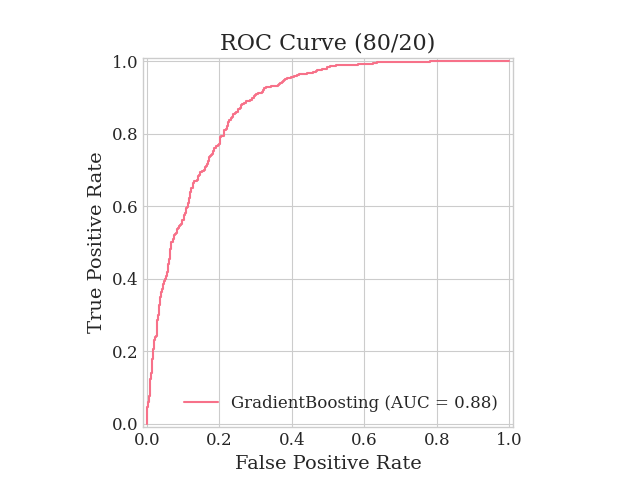 ROC Curve (80/20)
True Positive Rate
1.0
0.8
0.6
0.4
0.2
0.0
GradientBoosting (AUC = 0.88)
0.0 0.2 0.4 0.6 0.8 1.0
False Positive Rate